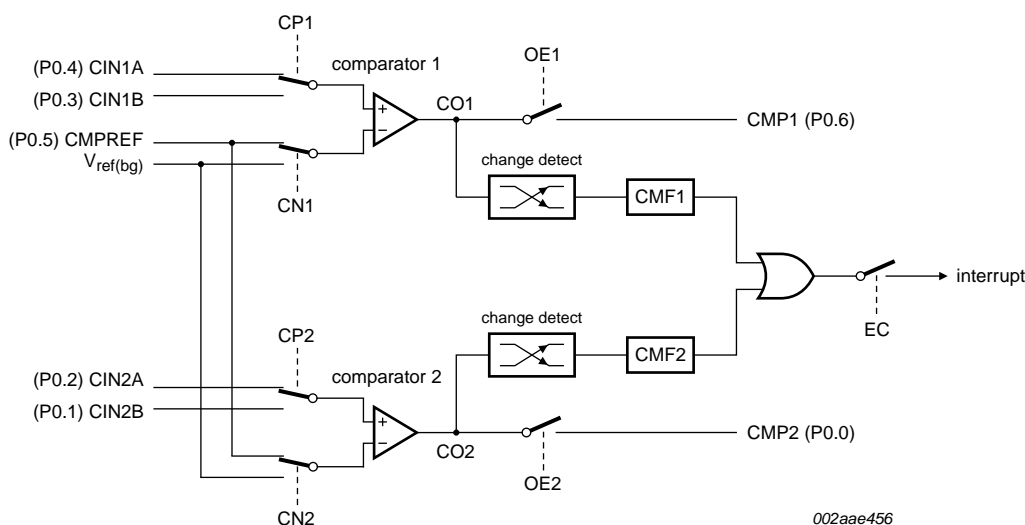 CP1
OE1
(P0.4) CIN1A
comparator 1
(P0.3) CIN1B
+
CO1
CMP1 (P0.6)
(P0.5) CMPREF
−
Vref(bg)
change detect
CN1
CMF1
interrupt
change detect
EC
CP2
CMF2
(P0.2) CIN2A
comparator 2
(P0.1) CIN2B
+
CMP2 (P0.0)
−
CO2
OE2
CN2
002aae456